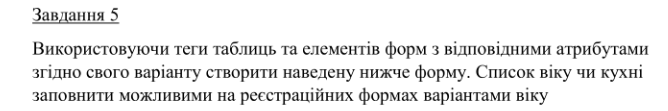 Завдання 5
Використовуючи теги таблиць та елементів форм з відповідними атрибутами
згідно свого варіанту створити наведену нижче форму. Список віку чи кухні
заповнити можливими на реєстраційних формах варіантами віку